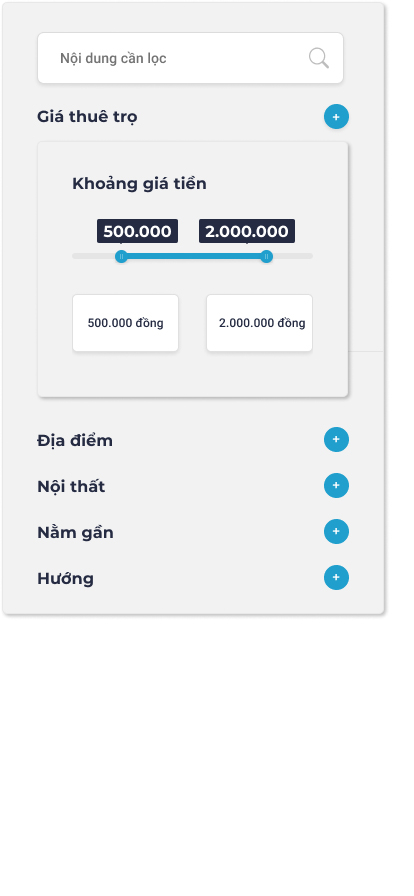 Nội dung cần lọc
Giá thuê trọ +
Khoảng giá tiền
500.000 2.000.000
500.000 đồng 2.000.000 đồng
Địa điểm +
Nội thất +
Nằm gần +
Hướng +